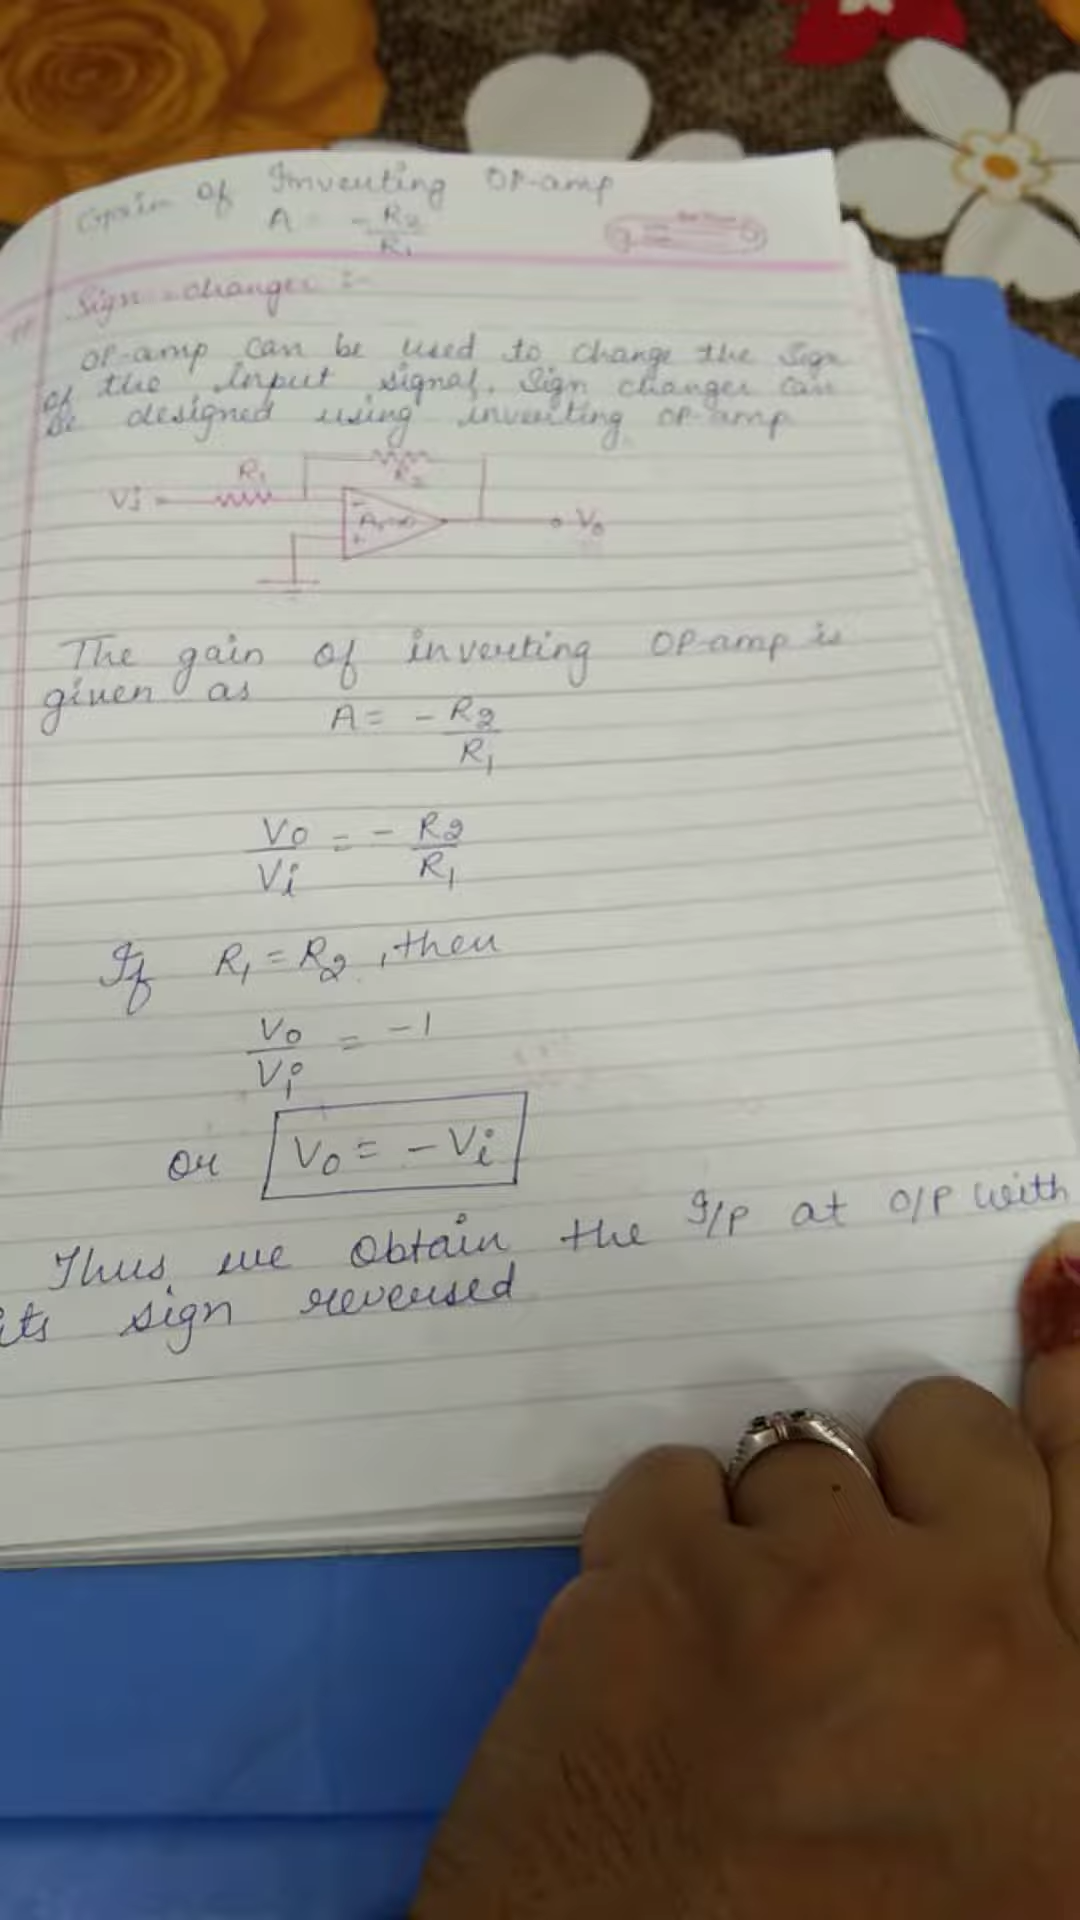 Gain of Inverting OP-amp
A = -R2/R1
Sign-changer :-
OP-amp can be used to change the sign
of the input signal. Sign changer can
be designed using inverting OP-amp
R1
R2
Vi
-
+
Vo
The gain of inverting OP-amp is
given as
A = -R2/R1
Vo/Vi = -R2/R1
If R1 = R2, then
Vo/Vi = -1
or Vo = -Vi
Thus we obtain the I/P at O/P with
its sign reversed